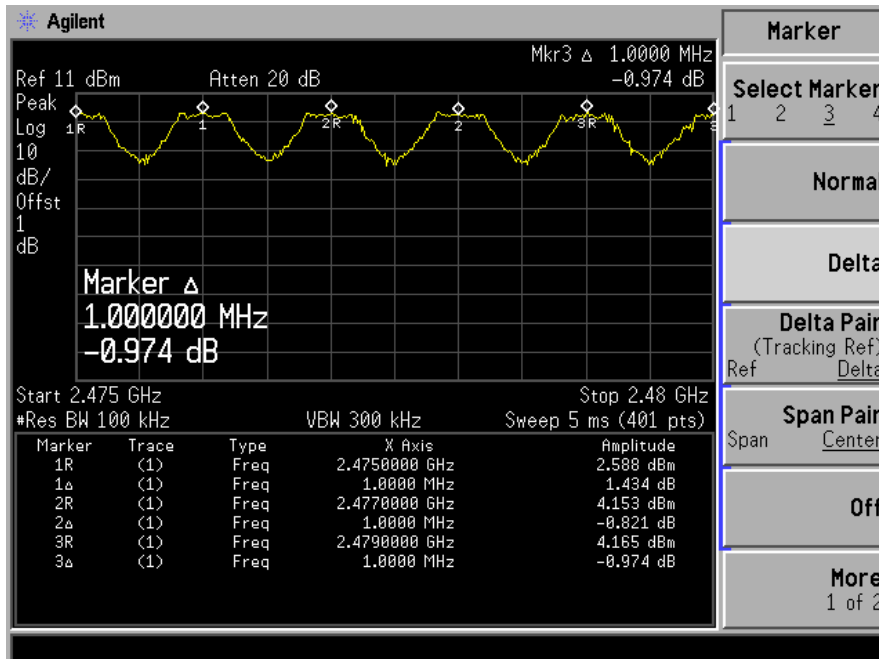 Agilent
Marker
Mkr3 Δ 1.0000 MHz
Ref 11 dBm Atten 20 dB -0.974 dB
Peak
Log
10
dB/
Offst
1
dB
1R 1 2R 2 3R 3
Marker Δ
1.000000 MHz
-0.974 dB
Start 2.475 GHz Stop 2.48 GHz
#Res BW 100 kHz VBW 300 kHz Sweep 5 ms (401 pts)
Marker Trace Type X Axis Amplitude
1R (1) Freq 2.4750000 GHz 2.588 dBm
1Δ (1) Freq 1.0000 MHz 1.434 dB
2R (1) Freq 2.4770000 GHz 4.153 dBm
2Δ (1) Freq 1.0000 MHz -0.821 dB
3R (1) Freq 2.4790000 GHz 4.165 dBm
3Δ (1) Freq 1.0000 MHz -0.974 dB
Select Marker
1 2 3 4
Normal
Delta
Delta Pair
(Tracking Ref)
Ref Delta
Span Pair
Span Center
Off
More
1 of 2